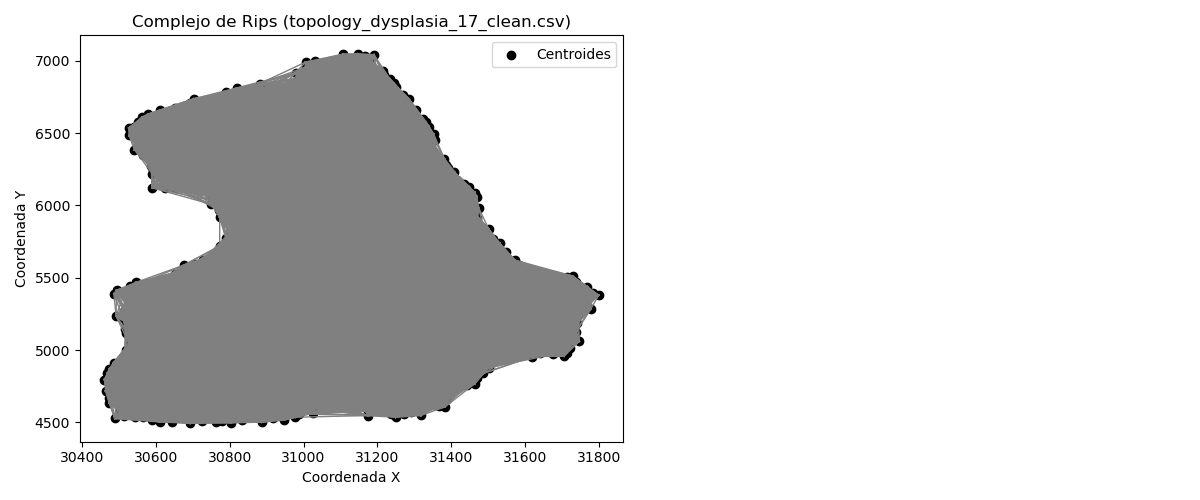 Complejo de Rips (topology_dysplasia_17_clean.csv)
Centroides
7000
6500
6000
5500
5000
4500
Coordenada Y
30400 30600 30800 31000 31200 31400 31600 31800
Coordenada X